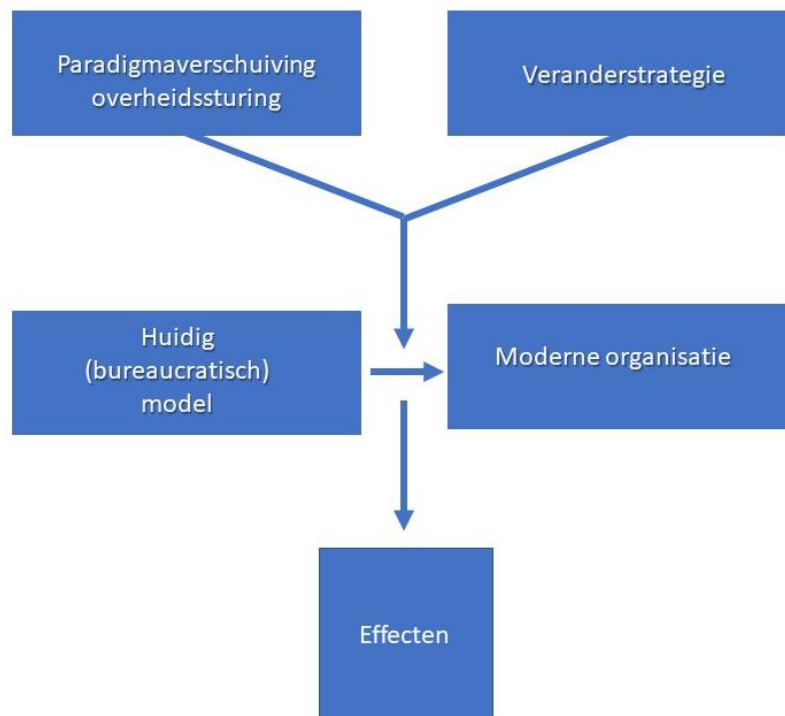 Paradigmaverschuiving
overheidssturing
Veranderstrategie
Huidig
(bureaucratisch)
model
Moderne organisatie
Effecten